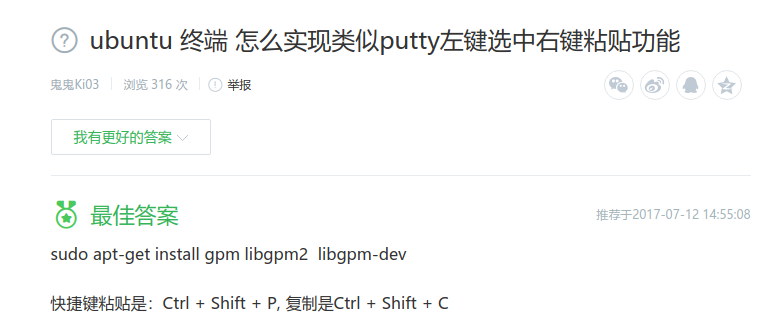 ubuntu 终端 怎么实现类似putty左键选中右键粘贴功能
鬼鬼Ki03 浏览 316 次 举报
我有更好的答案
最佳答案 推荐于2017-07-12 14:55:08
sudo apt-get install gpm libgpm2 libgpm-dev
快捷键粘贴是：Ctrl + Shift + P, 复制是Ctrl + Shift + C